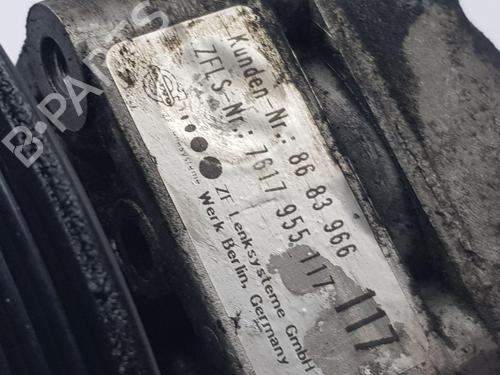 Kunden-Nr.: 86 83 966
ZFLS-Nr.: 7617 955 117
117
ZF Lenksysteme GmbH
Werk Berlin, Germany
B-PARTS